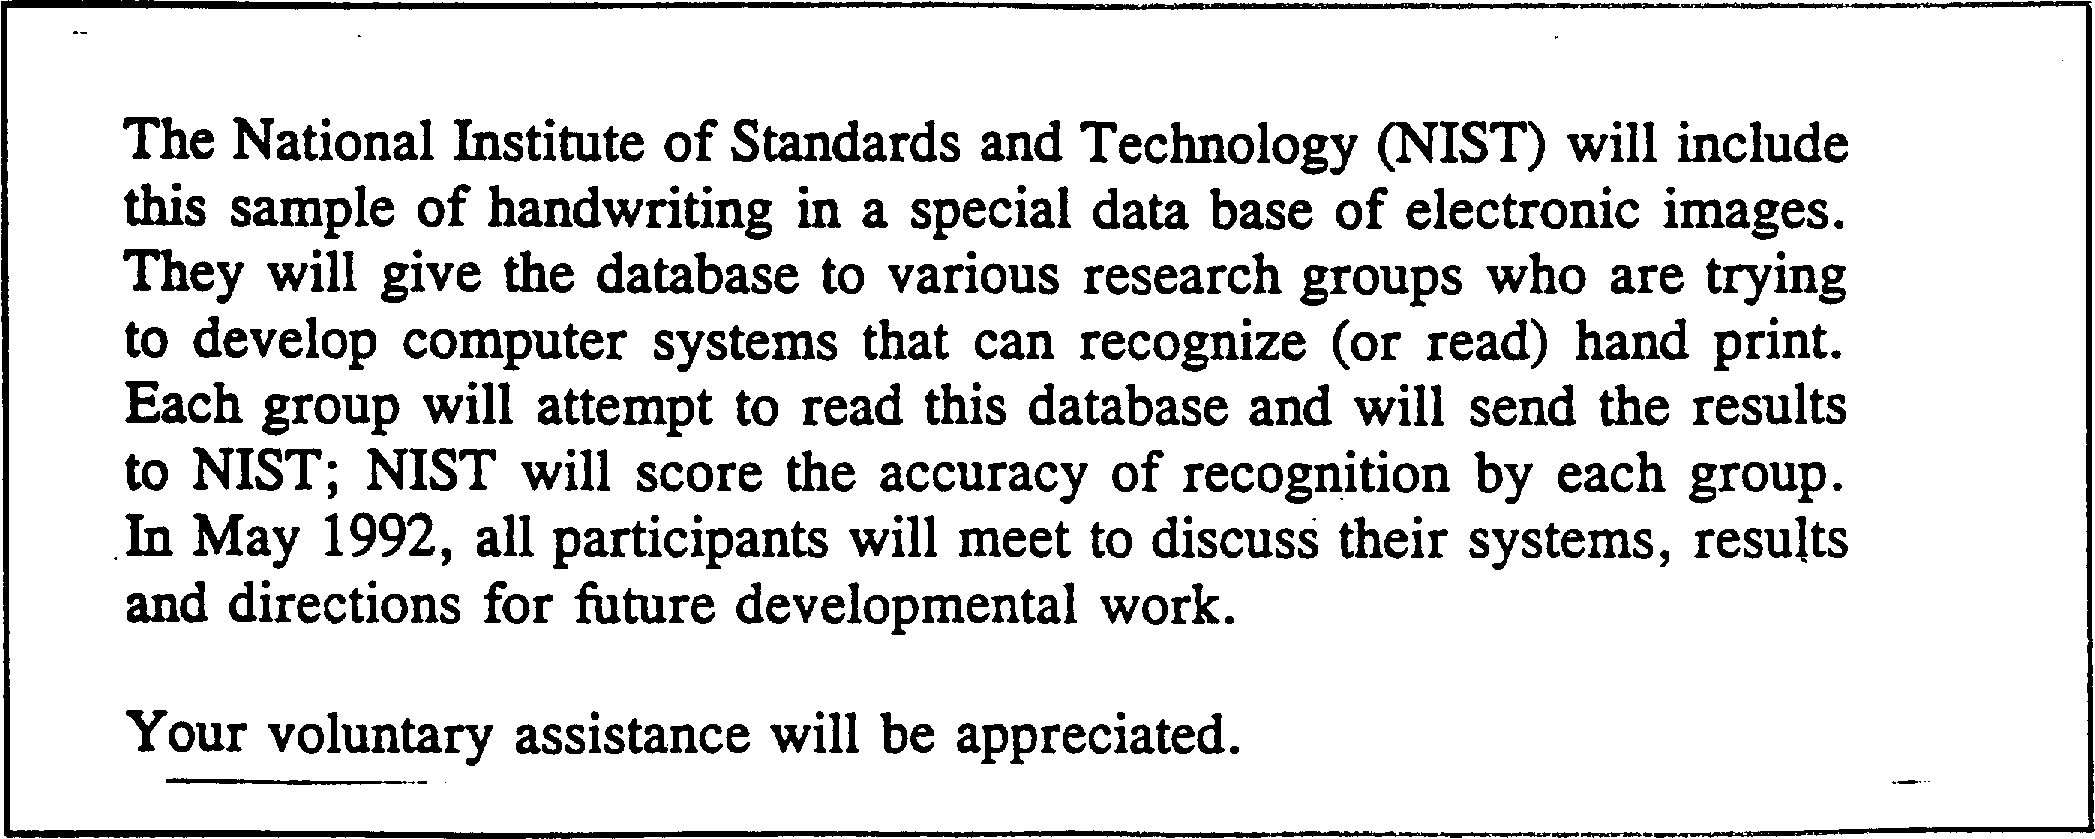 The National Institute of Standards and Technology (NIST) will include
this sample of handwriting in a special data base of electronic images.
They will give the database to various research groups who are trying
to develop computer systems that can recognize (or read) hand print.
Each group will attempt to read this database and will send the results
to NIST; NIST will score the accuracy of recognition by each group.
In May 1992, all participants will meet to discuss their systems, results
and directions for future developmental work.
Your voluntary assistance will be appreciated.